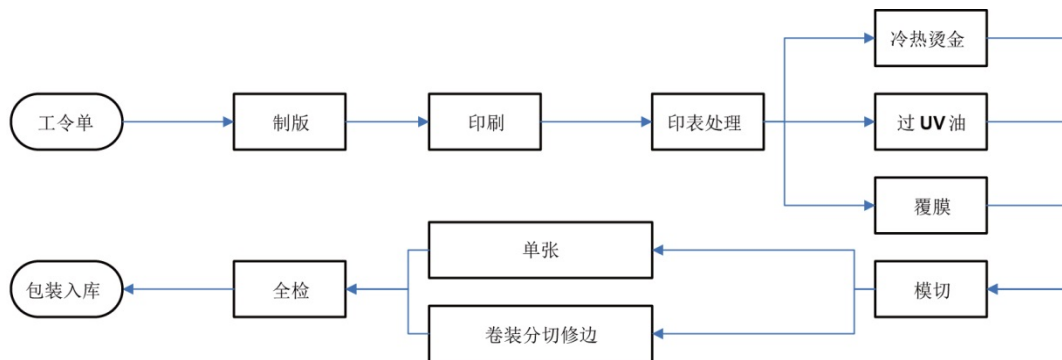 工令单
制版
印刷
印表处理
冷热烫金
过UV油
覆膜
模切
单张
卷装分切修边
全检
包装入库